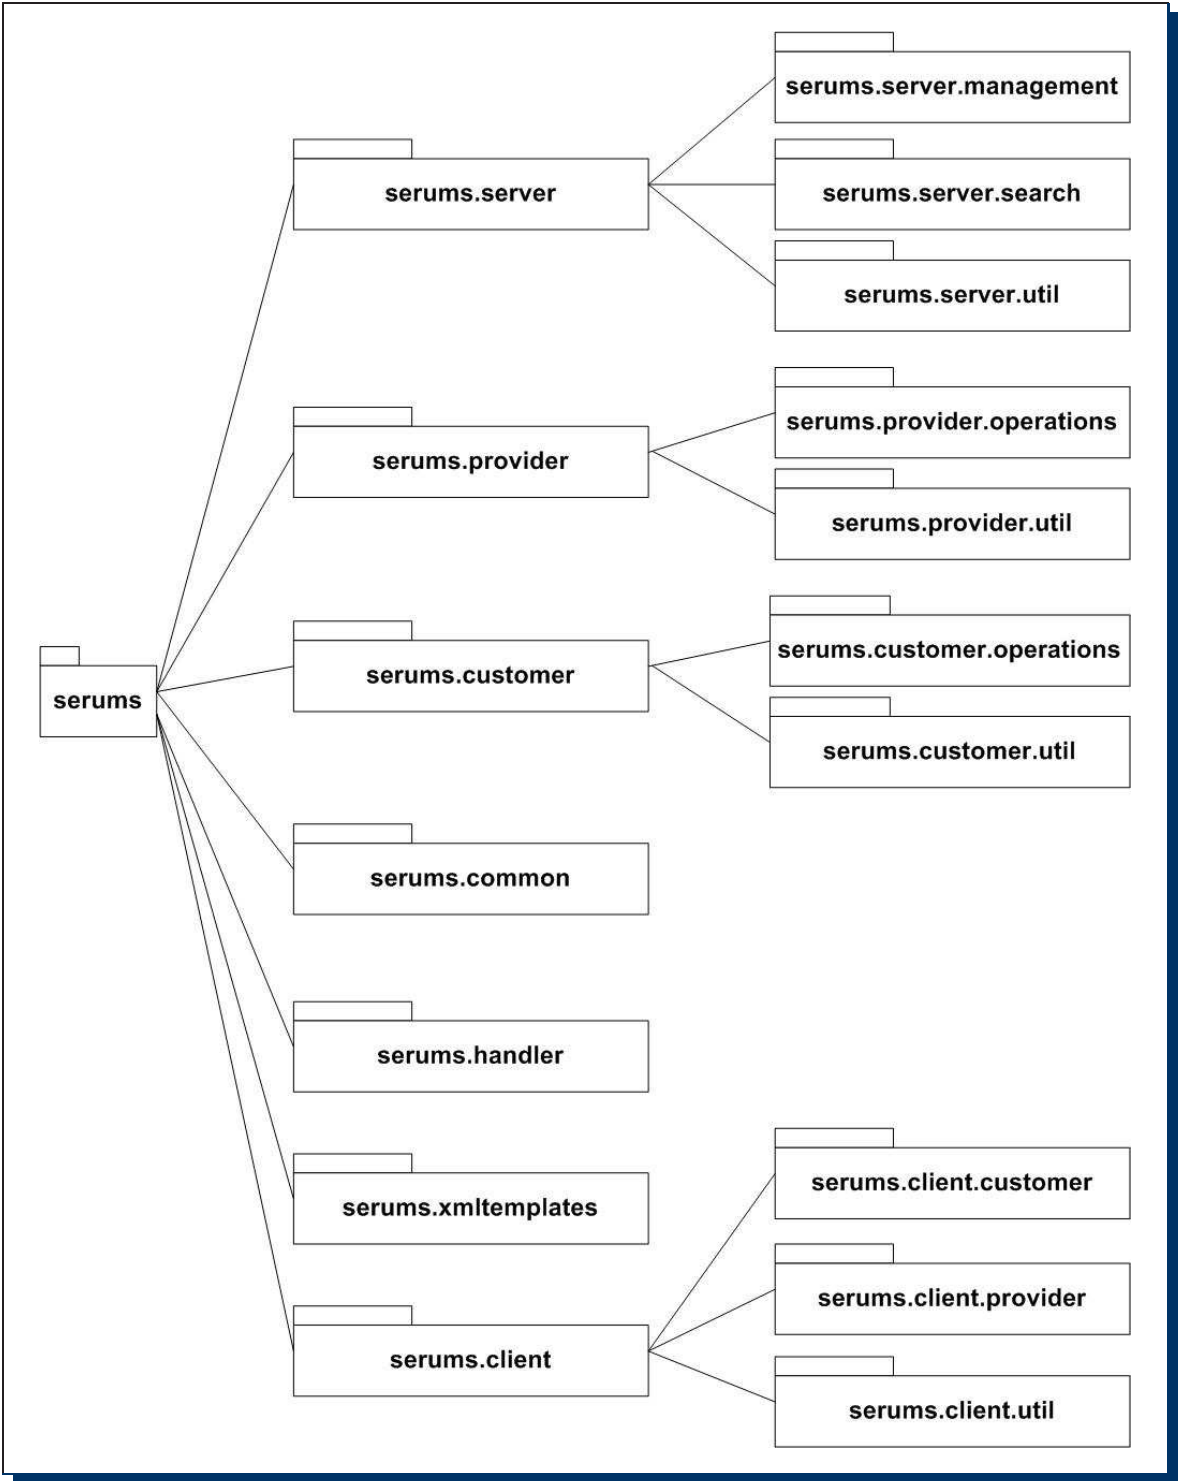 serums.server.management
serums.server
serums.server.search
serums.server.util
serums.provider.operations
serums.provider
serums.provider.util
serums.customer.operations
serums.customer
serums
serums.customer.util
serums.common
serums.handler
serums.client.customer
serums.xmltemplates
serums.client.provider
serums.client
serums.client.util